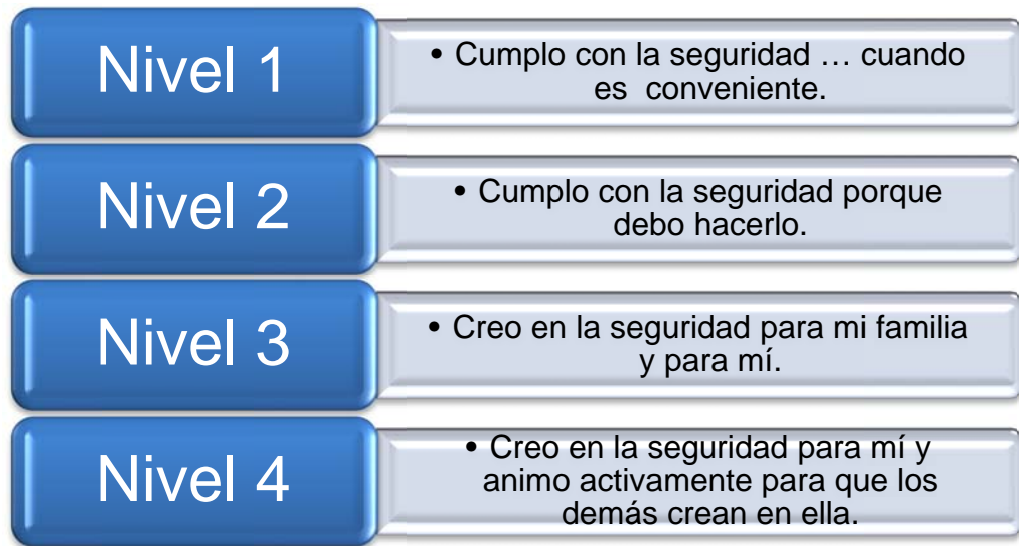 Nivel 1
• Cumplo con la seguridad … cuando
es conveniente.
Nivel 2
• Cumplo con la seguridad porque
debo hacerlo.
Nivel 3
• Creo en la seguridad para mi familia
y para mí.
Nivel 4
• Creo en la seguridad para mí y
animo activamente para que los
demás crean en ella.